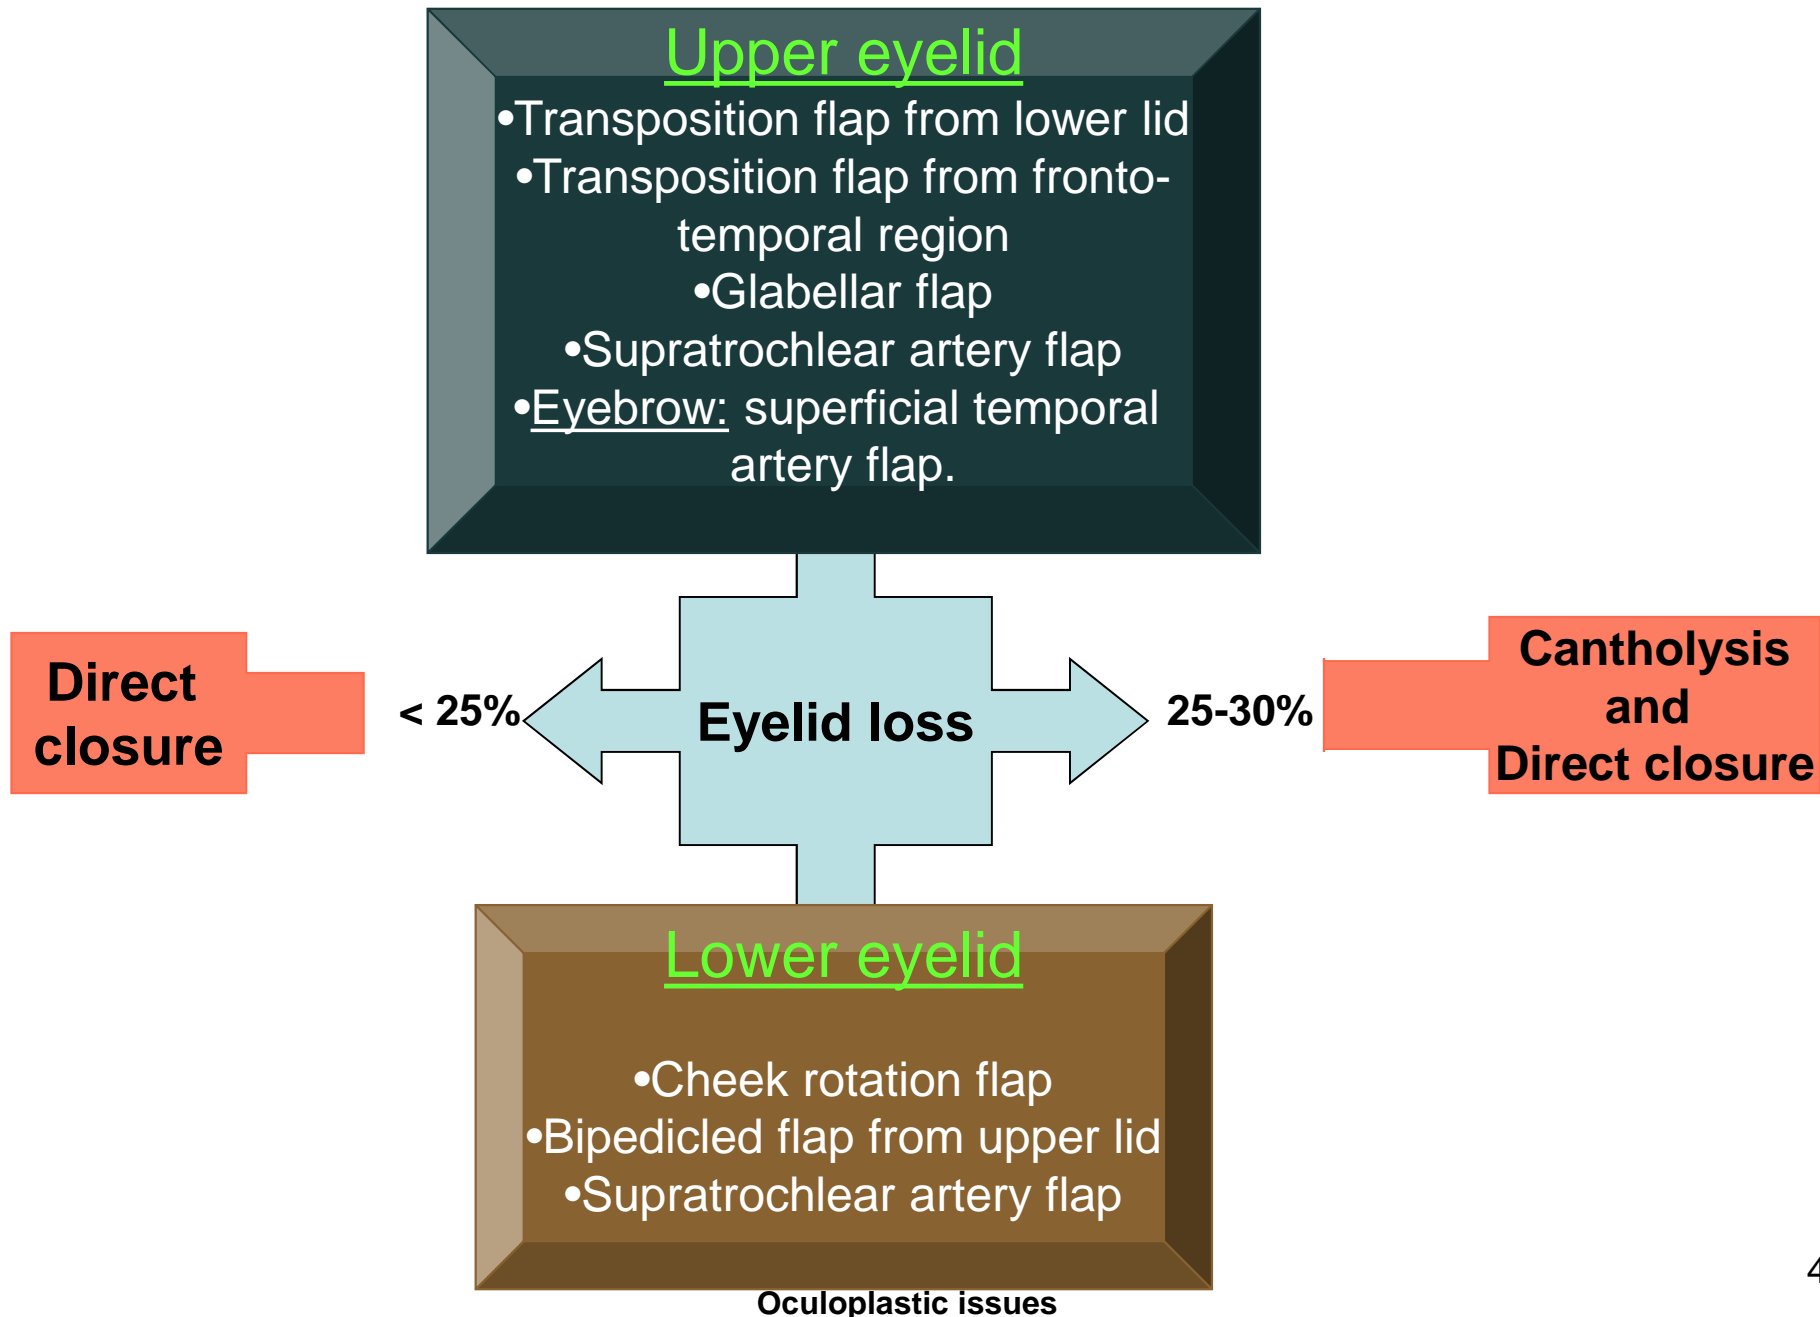 Upper eyelid
•Transposition flap from lower lid
•Transposition flap from fronto-
temporal region
•Glabellar flap
•Supratrochlear artery flap
•Eyebrow: superficial temporal
artery flap.
Direct
closure
< 25%
Eyelid loss
25-30%
Cantholysis
and
Direct closure
Lower eyelid
•Cheek rotation flap
•Bipedicled flap from upper lid
•Supratrochlear artery flap
Oculoplastic issues
4